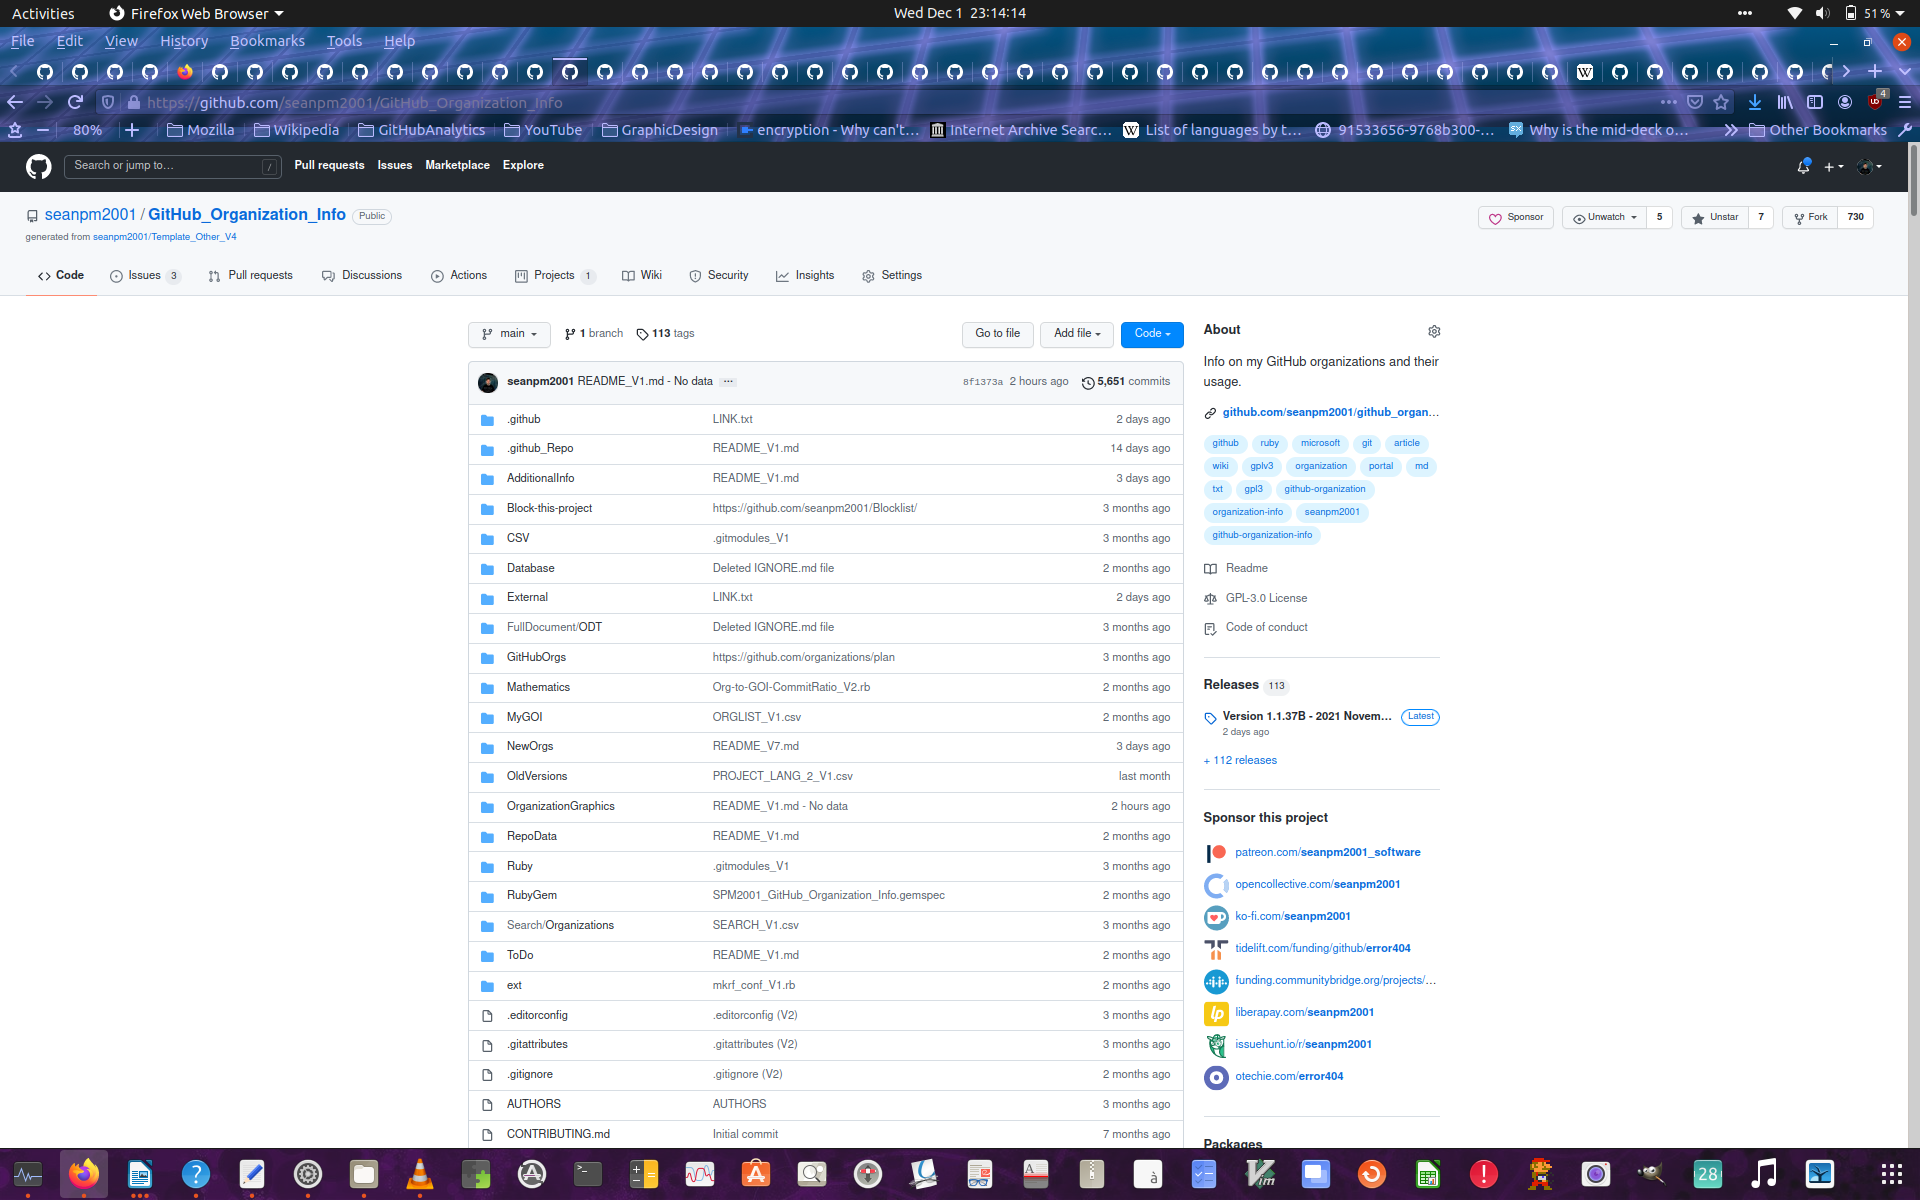 Activities Firefox Web Browser Wed Dec 1 23:14:14 51 %
File Edit View History Bookmarks Tools Help
https://github.com/seanpm2001/GitHub_Organization_Info 4
80% Mozilla Wikipedia GitHubAnalytics YouTube GraphicDesign encryption - Why can't… Internet Archive Searc… List of languages by t… 91533656-9768b300-… Why is the mid-deck o… Other Bookmarks
Search or jump to… / Pull requests Issues Marketplace Explore
seanpm2001 / GitHub_Organization_Info Public Sponsor Unwatch 5 Unstar 7 Fork 730
generated from seanpm2001/Template_Other_V4
Code Issues 3 Pull requests Discussions Actions Projects 1 Wiki Security Insights Settings
main 1 branch 113 tags Go to file Add file Code
seanpm2001 README_V1.md - No data ··· 8f1373a 2 hours ago 5,651 commits
.github LINK.txt 2 days ago
.github_Repo README_V1.md 14 days ago
AdditionalInfo README_V1.md 3 days ago
Block-this-project https://github.com/seanpm2001/Blocklist/ 3 months ago
CSV .gitmodules_V1 3 months ago
Database Deleted IGNORE.md file 2 months ago
External LINK.txt 2 days ago
FullDocument/ODT Deleted IGNORE.md file 3 months ago
GitHubOrgs https://github.com/organizations/plan 3 months ago
Mathematics Org-to-GOI-CommitRatio_V2.rb 2 months ago
MyGOI ORGLIST_V1.csv 2 months ago
NewOrgs README_V7.md 3 days ago
OldVersions PROJECT_LANG_2_V1.csv last month
OrganizationGraphics README_V1.md - No data 2 hours ago
RepoData README_V1.md 2 months ago
Ruby .gitmodules_V1 3 months ago
RubyGem SPM2001_GitHub_Organization_Info.gemspec 2 months ago
Search/Organizations SEARCH_V1.csv 3 months ago
ToDo README_V1.md 2 months ago
ext mkrf_conf_V1.rb 2 months ago
.editorconfig .editorconfig (V2) 3 months ago
.gitattributes .gitattributes (V2) 3 months ago
.gitignore .gitignore (V2) 2 months ago
AUTHORS AUTHORS 3 months ago
CONTRIBUTING.md Initial commit 7 months ago
About
Info on my GitHub organizations and their
usage.
github.com/seanpm2001/github_organ…
github ruby microsoft git article
wiki gplv3 organization portal md
txt gpl3 github-organization
organization-info seanpm2001
github-organization-info
Readme
GPL-3.0 License
Code of conduct
Releases 113
Version 1.1.37B - 2021 Novem… Latest
2 days ago
+ 112 releases
Sponsor this project
patreon.com/seanpm2001_software
opencollective.com/seanpm2001
ko-fi.com/seanpm2001
tidelift.com/funding/github/error404
funding.communitybridge.org/projects/…
liberapay.com/seanpm2001
issuehunt.io/r/seanpm2001
otechie.com/error404
Packages
28